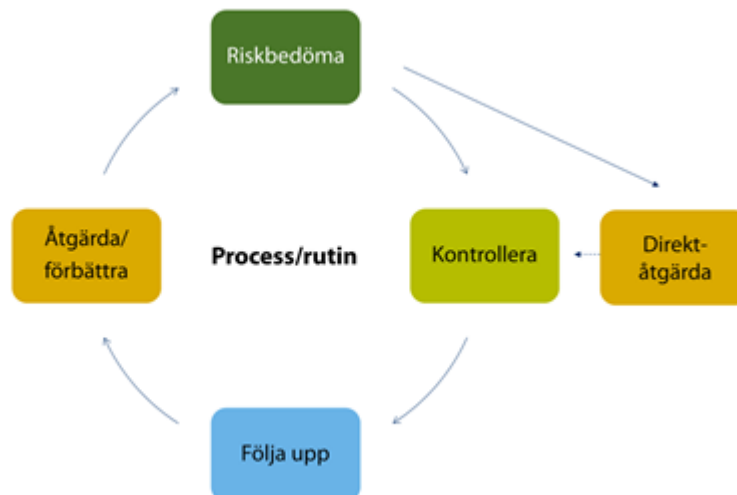 Riskbedöma
Åtgärda/
förbättra
Process/rutin
Kontrollera
Direkt-
åtgärda
Följa upp